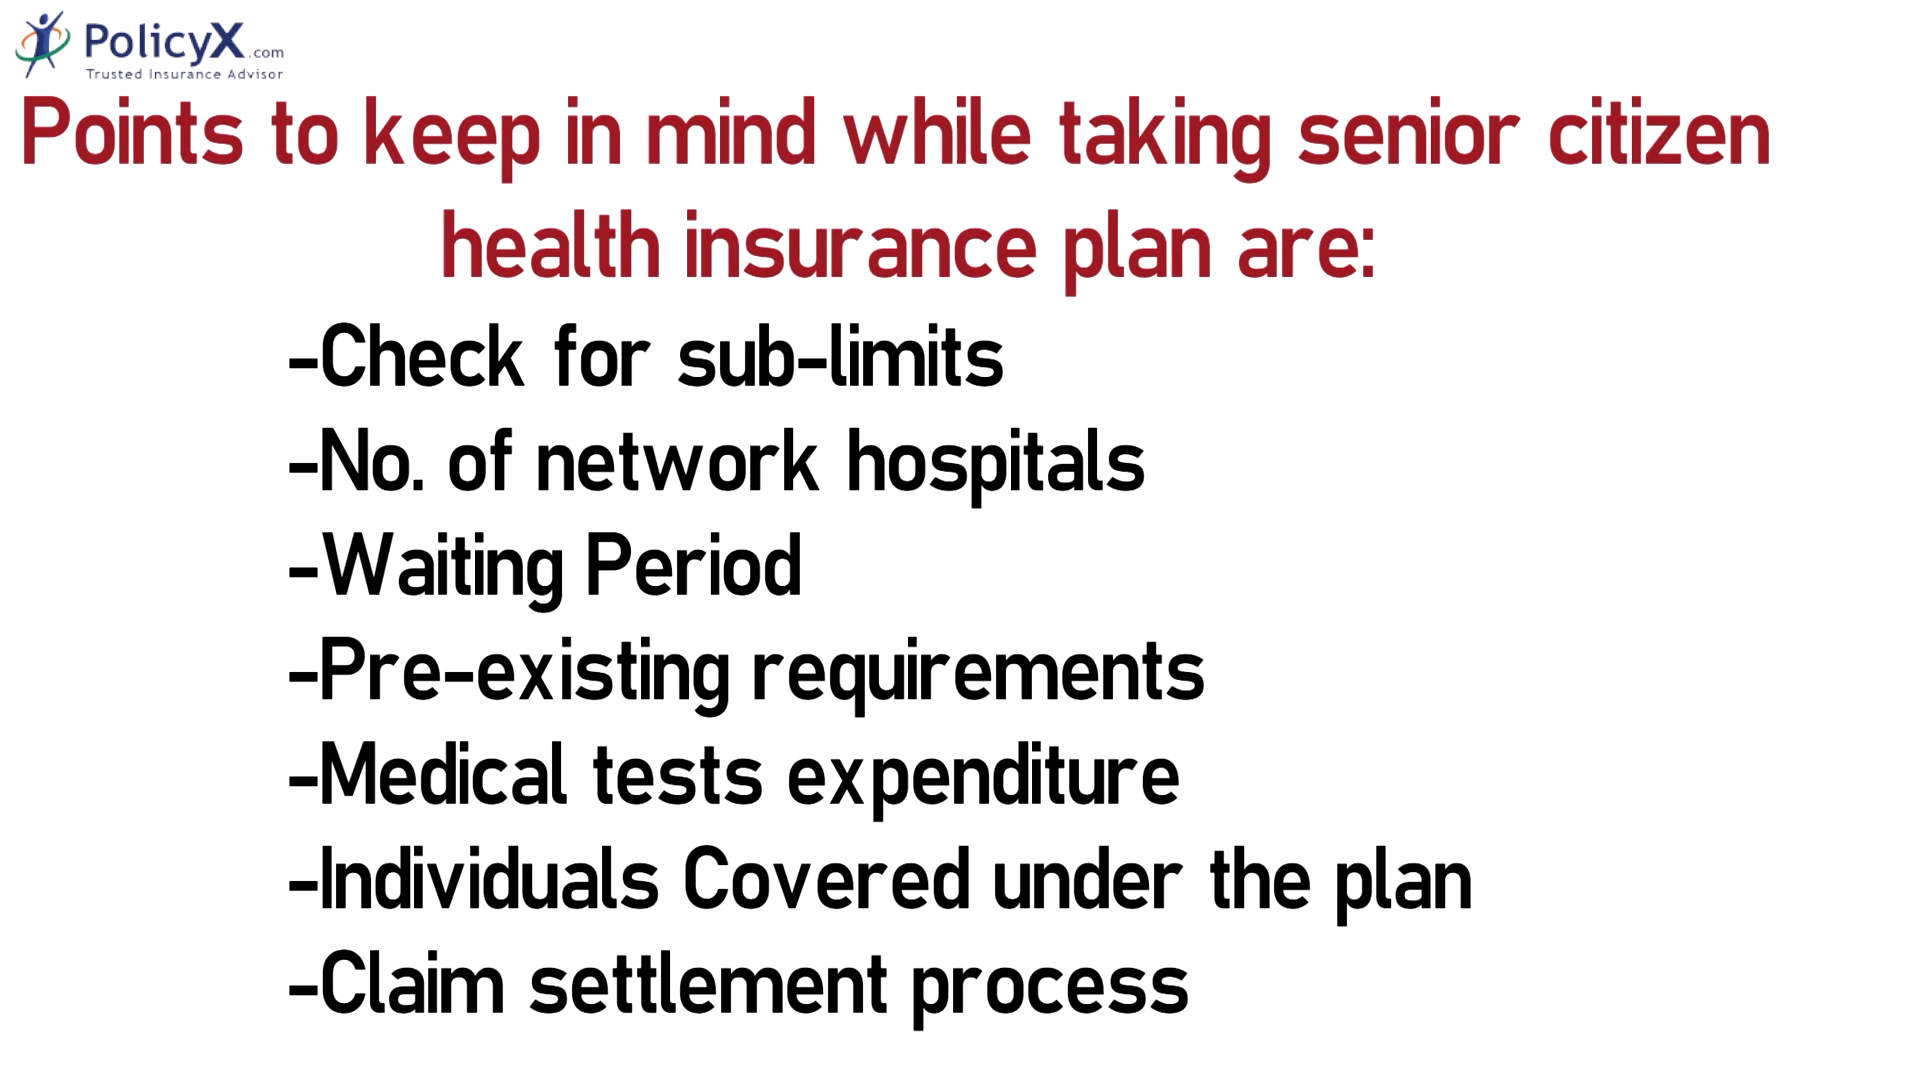 PolicyX.com
Trusted Insurance Advisor
Points to keep in mind while taking senior citizen
health insurance plan are:
-Check for sub-limits
-No. of network hospitals
-Waiting Period
-Pre-existing requirements
-Medical tests expenditure
-Individuals Covered under the plan
-Claim settlement process